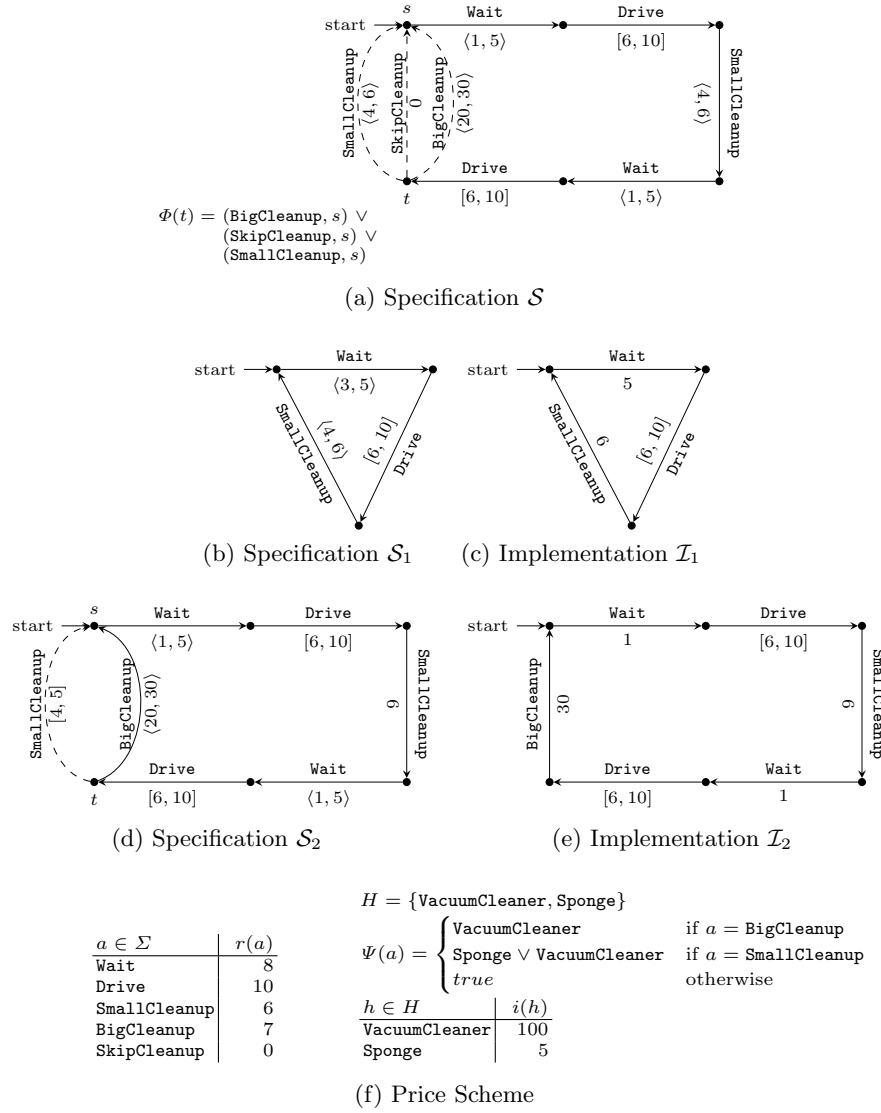 s
start
Wait
⟨1, 5⟩
Drive
[6, 10]
SmallCleanup
⟨4, 6⟩
SkipCleanup
0
BigCleanup
⟨20, 30⟩
SmallCleanup
⟨4, 6⟩
Drive
[6, 10]
Wait
⟨1, 5⟩
t
Φ(t) = (BigCleanup, s) ∨
(SkipCleanup, s) ∨
(SmallCleanup, s)
(a) Specification 𝒮
start
Wait
⟨3, 5⟩
SmallCleanup
⟨4, 6⟩
[6, 10]
Drive
(b) Specification 𝒮₁
start
Wait
5
SmallCleanup
6
[6, 10]
Drive
(c) Implementation ℐ₁
s
start
Wait
⟨1, 5⟩
Drive
[6, 10]
SmallCleanup
[4, 5]
BigCleanup
⟨20, 30⟩
9
SmallCleanup
Drive
[6, 10]
Wait
⟨1, 5⟩
t
(d) Specification 𝒮₂
start
Wait
1
Drive
[6, 10]
BigCleanup
30
9
SmallCleanup
Drive
[6, 10]
Wait
1
(e) Implementation ℐ₂
a ∈ Σ r(a)
Wait 8
Drive 10
SmallCleanup 6
BigCleanup 7
SkipCleanup 0
H = {VacuumCleaner, Sponge}
Ψ(a) = { VacuumCleaner if a = BigCleanup
Sponge ∨ VacuumCleaner if a = SmallCleanup
true otherwise
h ∈ H i(h)
VacuumCleaner 100
Sponge 5
(f) Price Scheme